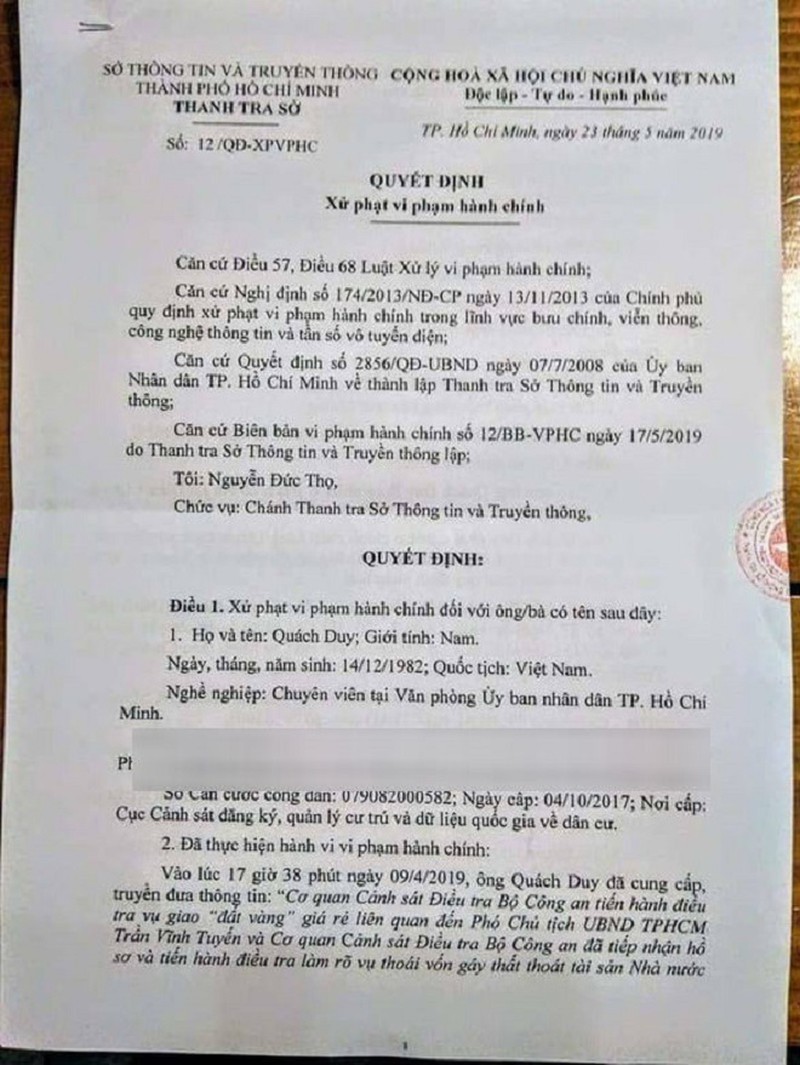 SỞ THÔNG TIN VÀ TRUYỀN THÔNG
THÀNH PHỐ HỒ CHÍ MINH
THANH TRA SỞ
Số: 12/QĐ-XPVPHC
CỘNG HOÀ XÃ HỘI CHỦ NGHĨA VIỆT NAM
Độc lập - Tự do - Hạnh phúc
TP. Hồ Chí Minh, ngày 23 tháng 5 năm 2019
QUYẾT ĐỊNH
Xử phạt vi phạm hành chính
Căn cứ Điều 57, Điều 68 Luật Xử lý vi phạm hành chính;
Căn cứ Nghị định số 174/2013/NĐ-CP ngày 13/11/2013 của Chính phủ
quy định xử phạt vi phạm hành chính trong lĩnh vực bưu chính, viễn thông,
công nghệ thông tin và tần số vô tuyến điện;
Căn cứ Quyết định số 2856/QĐ-UBND ngày 07/7/2008 của Ủy ban
Nhân dân TP. Hồ Chí Minh về thành lập Thanh tra Sở Thông tin và Truyền
thông;
Căn cứ Biên bản vi phạm hành chính số 12/BB-VPHC ngày 17/5/2019
do Thanh tra Sở Thông tin và Truyền thông lập;
Tôi: Nguyễn Đức Thọ,
Chức vụ: Chánh Thanh tra Sở Thông tin và Truyền thông,
QUYẾT ĐỊNH:
Điều 1. Xử phạt vi phạm hành chính đối với ông/bà có tên sau đây:
1. Họ và tên: Quách Duy; Giới tính: Nam.
Ngày, tháng, năm sinh: 14/12/1982; Quốc tịch: Việt Nam.
Nghề nghiệp: Chuyên viên tại Văn phòng Ủy ban nhân dân TP. Hồ Chí
Minh.
Số Căn cước công dân: 079082000582; Ngày cấp: 04/10/2017; Nơi cấp:
Cục Cảnh sát đăng ký, quản lý cư trú và dữ liệu quốc gia về dân cư.
2. Đã thực hiện hành vi vi phạm hành chính:
Vào lúc 17 giờ 38 phút ngày 09/4/2019, ông Quách Duy đã cung cấp,
truyền đưa thông tin: “Cơ quan Cảnh sát Điều tra Bộ Công an tiến hành điều
tra vụ giao “đất vàng” giá rẻ liên quan đến Phó Chủ tịch UBND TPHCM
Trần Vĩnh Tuyến và Cơ quan Cảnh sát Điều tra Bộ Công an đã tiếp nhận hồ
sơ và tiến hành điều tra làm rõ vụ thoái vốn gây thất thoát tài sản Nhà nước